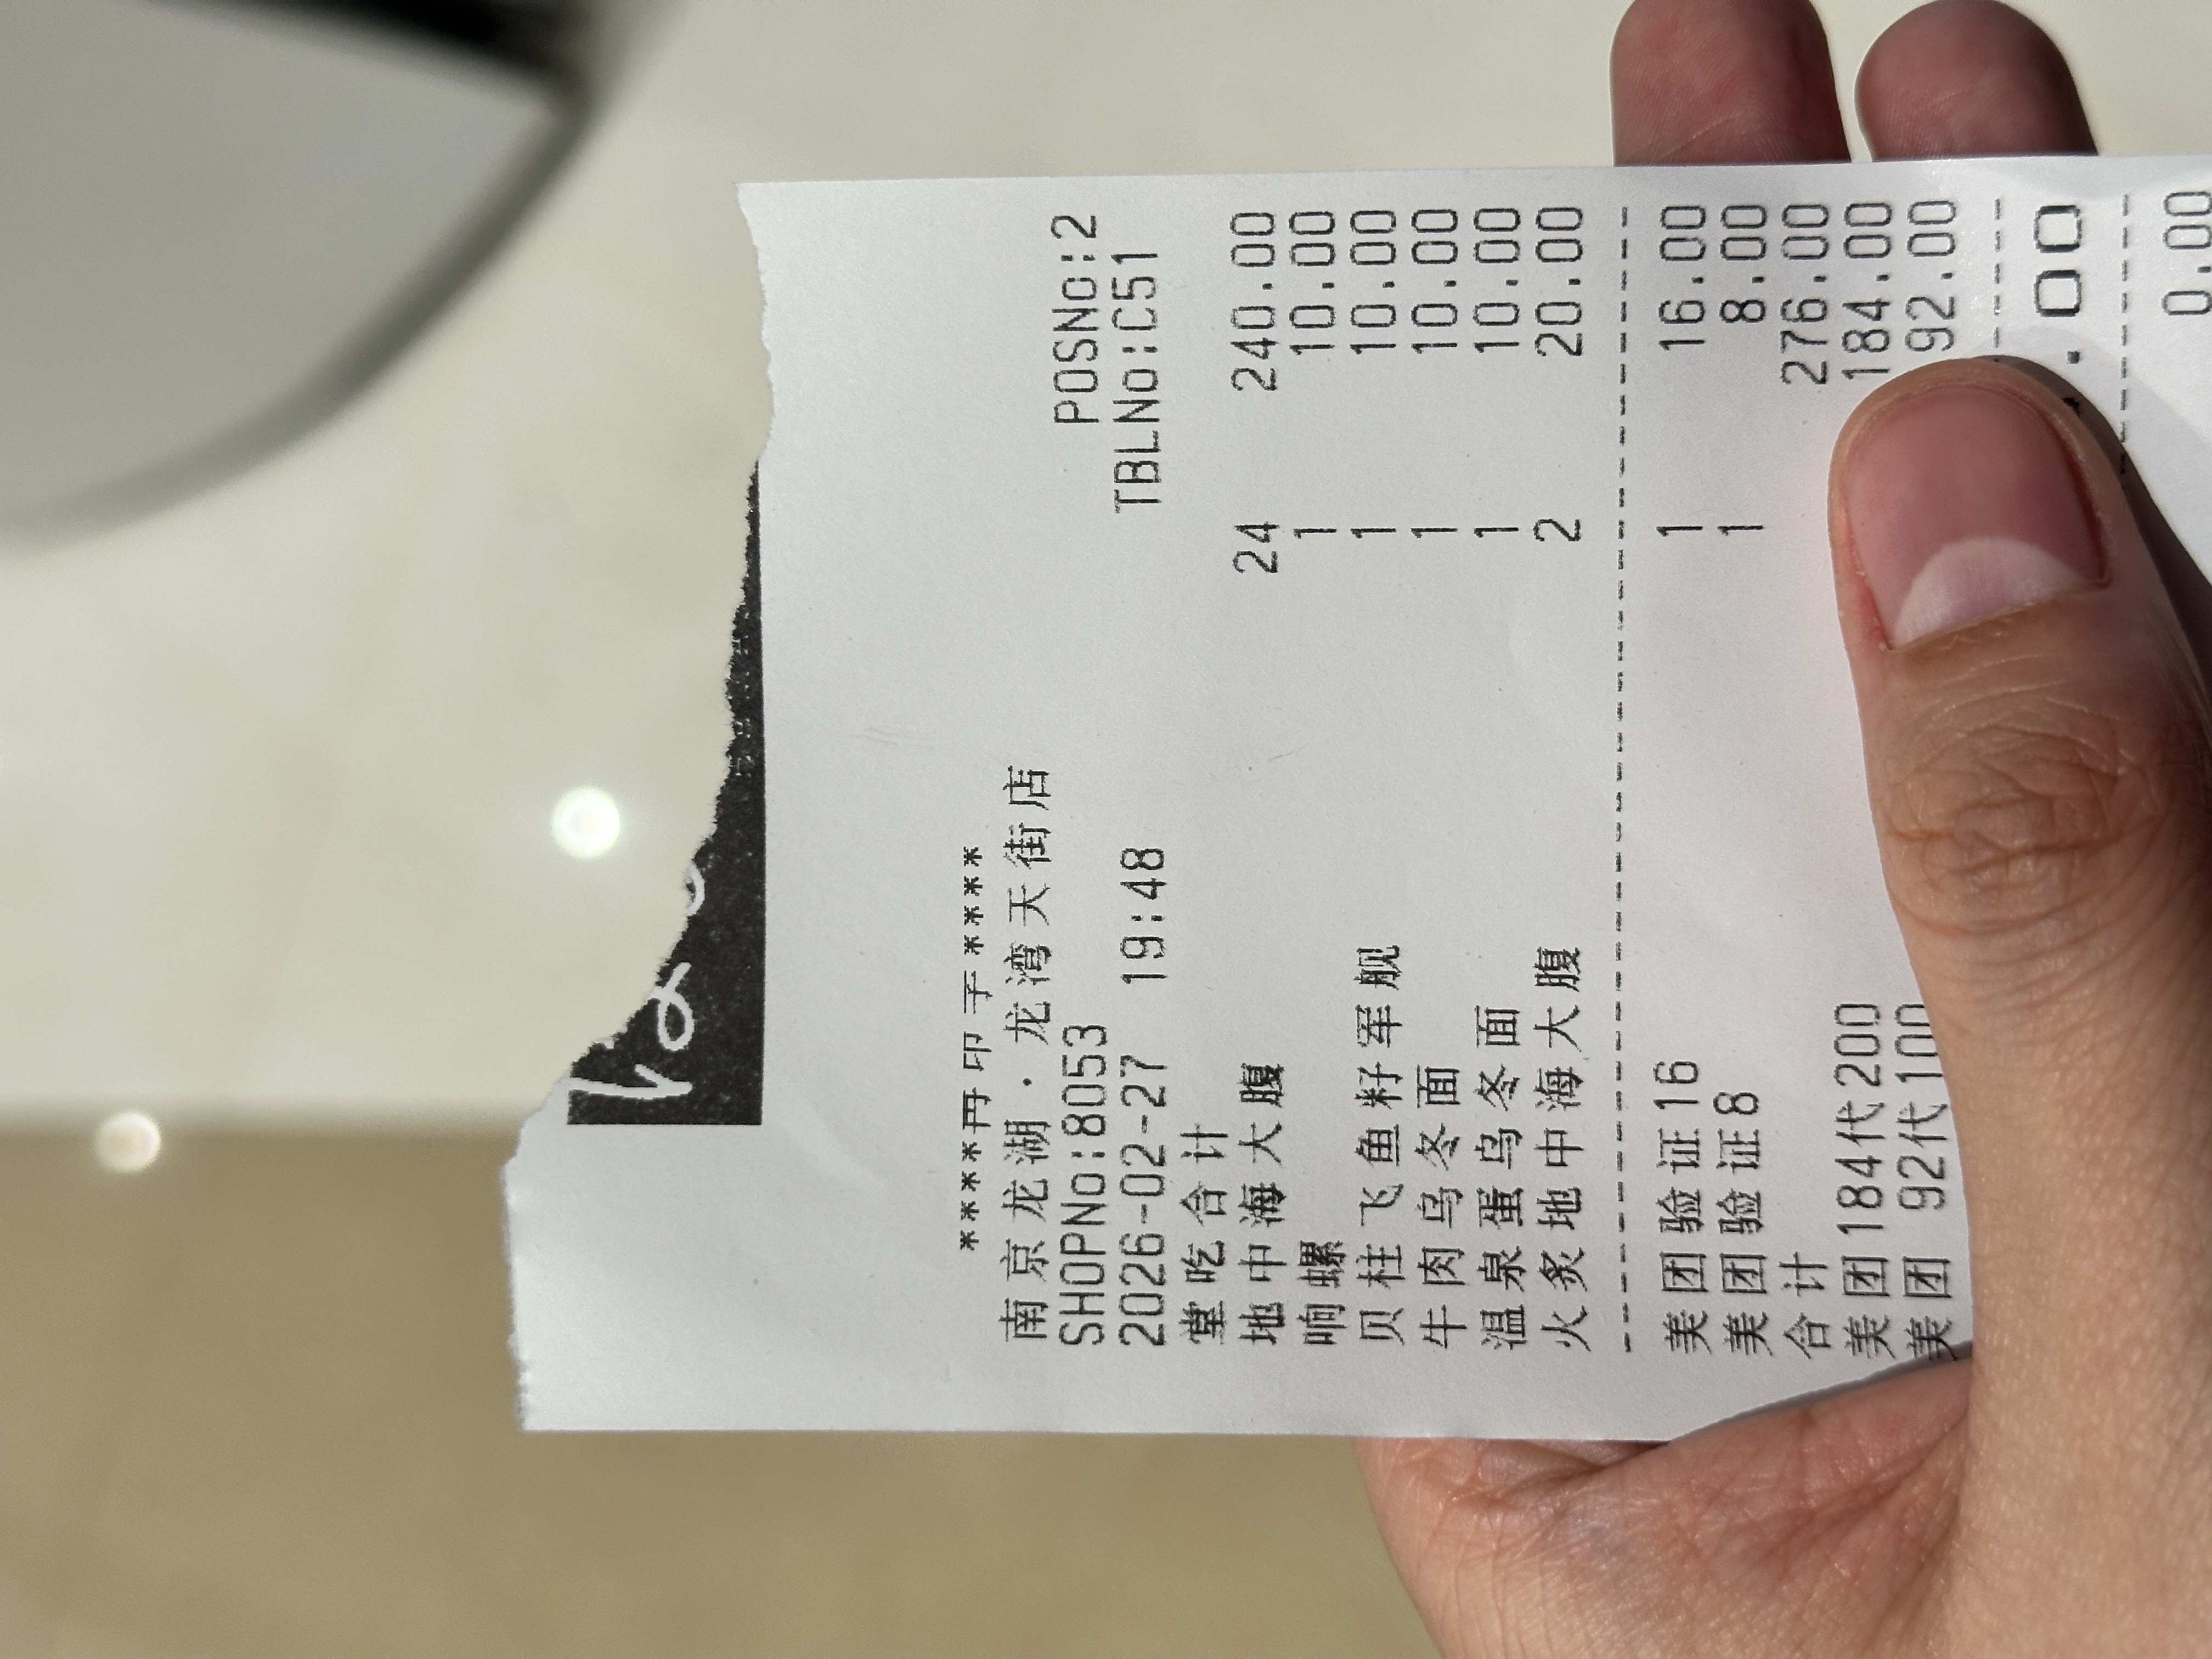 *****再印字*****
南京龙湖·龙湾天街店
SHOPNo:8053 POSNo:2
2026-02-27 19:48 TBLNo:C51
堂吃合计
地中海大腹 24 240.00
响螺 1 10.00
贝柱飞鱼籽军舰 1 10.00
牛肉乌冬面 1 10.00
温泉蛋乌冬面 1 10.00
火炙地中海大腹 2 20.00
美团验证16 1 16.00
美团验证8 1 8.00
合计 276.00
美团184代200 184.00
美团 92代100 92.00
.00
0.00